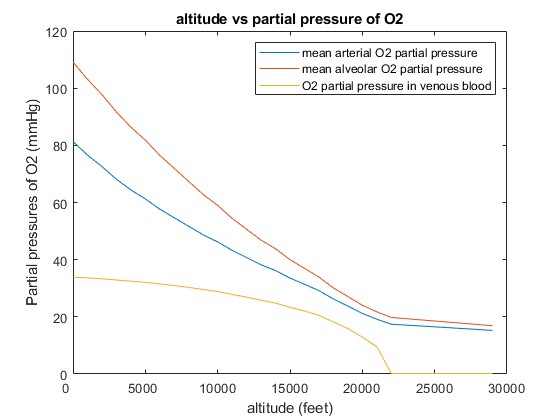 altitude vs partial pressure of O2
120
mean arterial O2 partial pressure
mean alveolar O2 partial pressure
O2 partial pressure in venous blood
100
80
60
40
20
0
Partial pressures of O2 (mmHg)
0 5000 10000 15000 20000 25000 30000
altitude (feet)